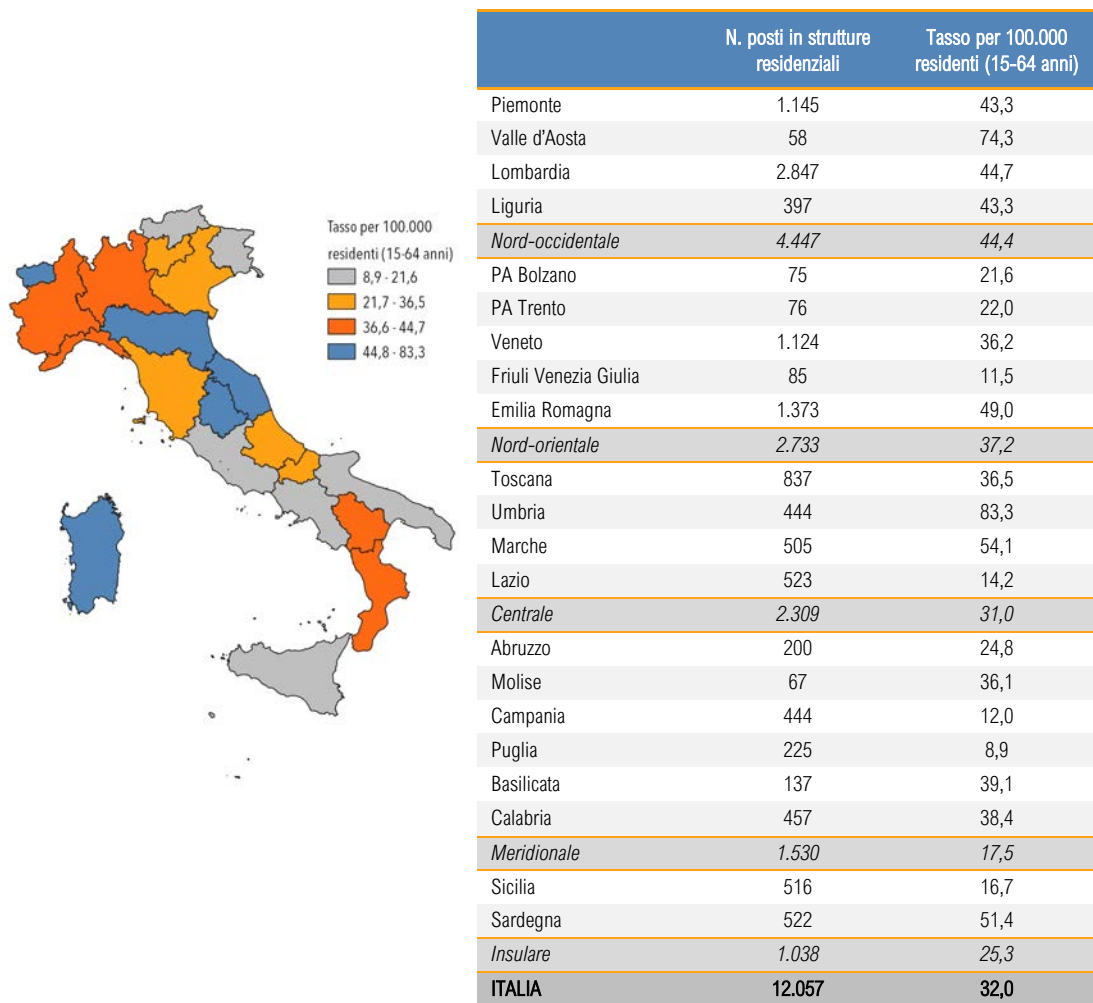 Tasso per 100.000
residenti (15-64 anni)
8,9 - 21,6
21,7 - 36,5
36,6 - 44,7
44,8 - 83,3
N. posti in strutture residenziali Tasso per 100.000 residenti (15-64 anni)
Piemonte 1.145 43,3
Valle d'Aosta 58 74,3
Lombardia 2.847 44,7
Liguria 397 43,3
Nord-occidentale 4.447 44,4
PA Bolzano 75 21,6
PA Trento 76 22,0
Veneto 1.124 36,2
Friuli Venezia Giulia 85 11,5
Emilia Romagna 1.373 49,0
Nord-orientale 2.733 37,2
Toscana 837 36,5
Umbria 444 83,3
Marche 505 54,1
Lazio 523 14,2
Centrale 2.309 31,0
Abruzzo 200 24,8
Molise 67 36,1
Campania 444 12,0
Puglia 225 8,9
Basilicata 137 39,1
Calabria 457 38,4
Meridionale 1.530 17,5
Sicilia 516 16,7
Sardegna 522 51,4
Insulare 1.038 25,3
ITALIA 12.057 32,0